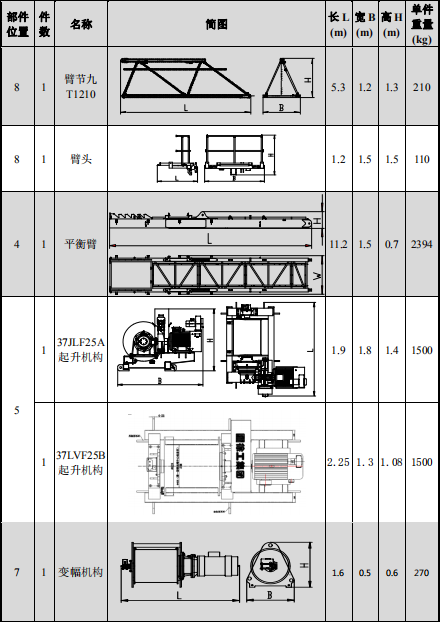 部件位置 件数 名称 简图 长 L (m) 宽 B (m) 高 H (m) 单件重量 (kg)
8 1 臂节九 T1210 L B H 5.3 1.2 1.3 210
8 1 臂头 L B H 1.2 1.5 1.5 110
4 1 平衡臂 L H W 11.2 1.5 0.7 2394
5 1 37JLF25A 起升机构 B H L 1.9 1.8 1.4 1500
1 37LVF25B 起升机构 2.25 1.3 1.08 1500
7 1 变幅机构 L B H 1.6 0.5 0.6 270